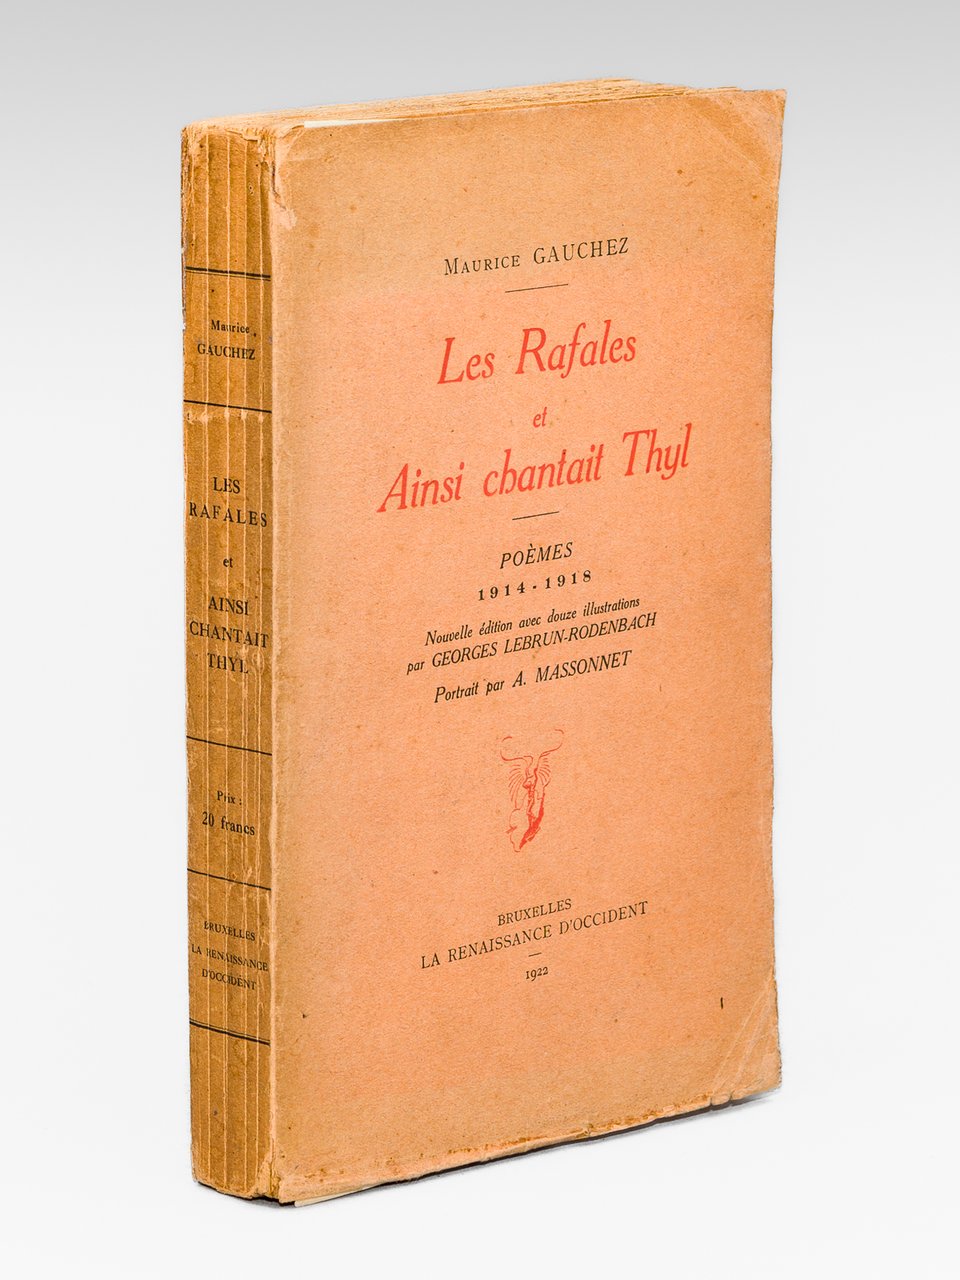 Maurice
GAUCHEZ
LES
RAFALES
et
AINSI
CHANTAIT
THYL
Prix :
20 francs
BRUXELLES
LA RENAISSANCE
D'OCCIDENT
MAURICE GAUCHEZ
Les Rafales
et
Ainsi chantait Thyl
POÈMES
1914-1918
Nouvelle édition avec douze illustrations
par GEORGES LEBRUN-RODENBACH
Portrait par A. MASSONNET
BRUXELLES
LA RENAISSANCE D'OCCIDENT
1922